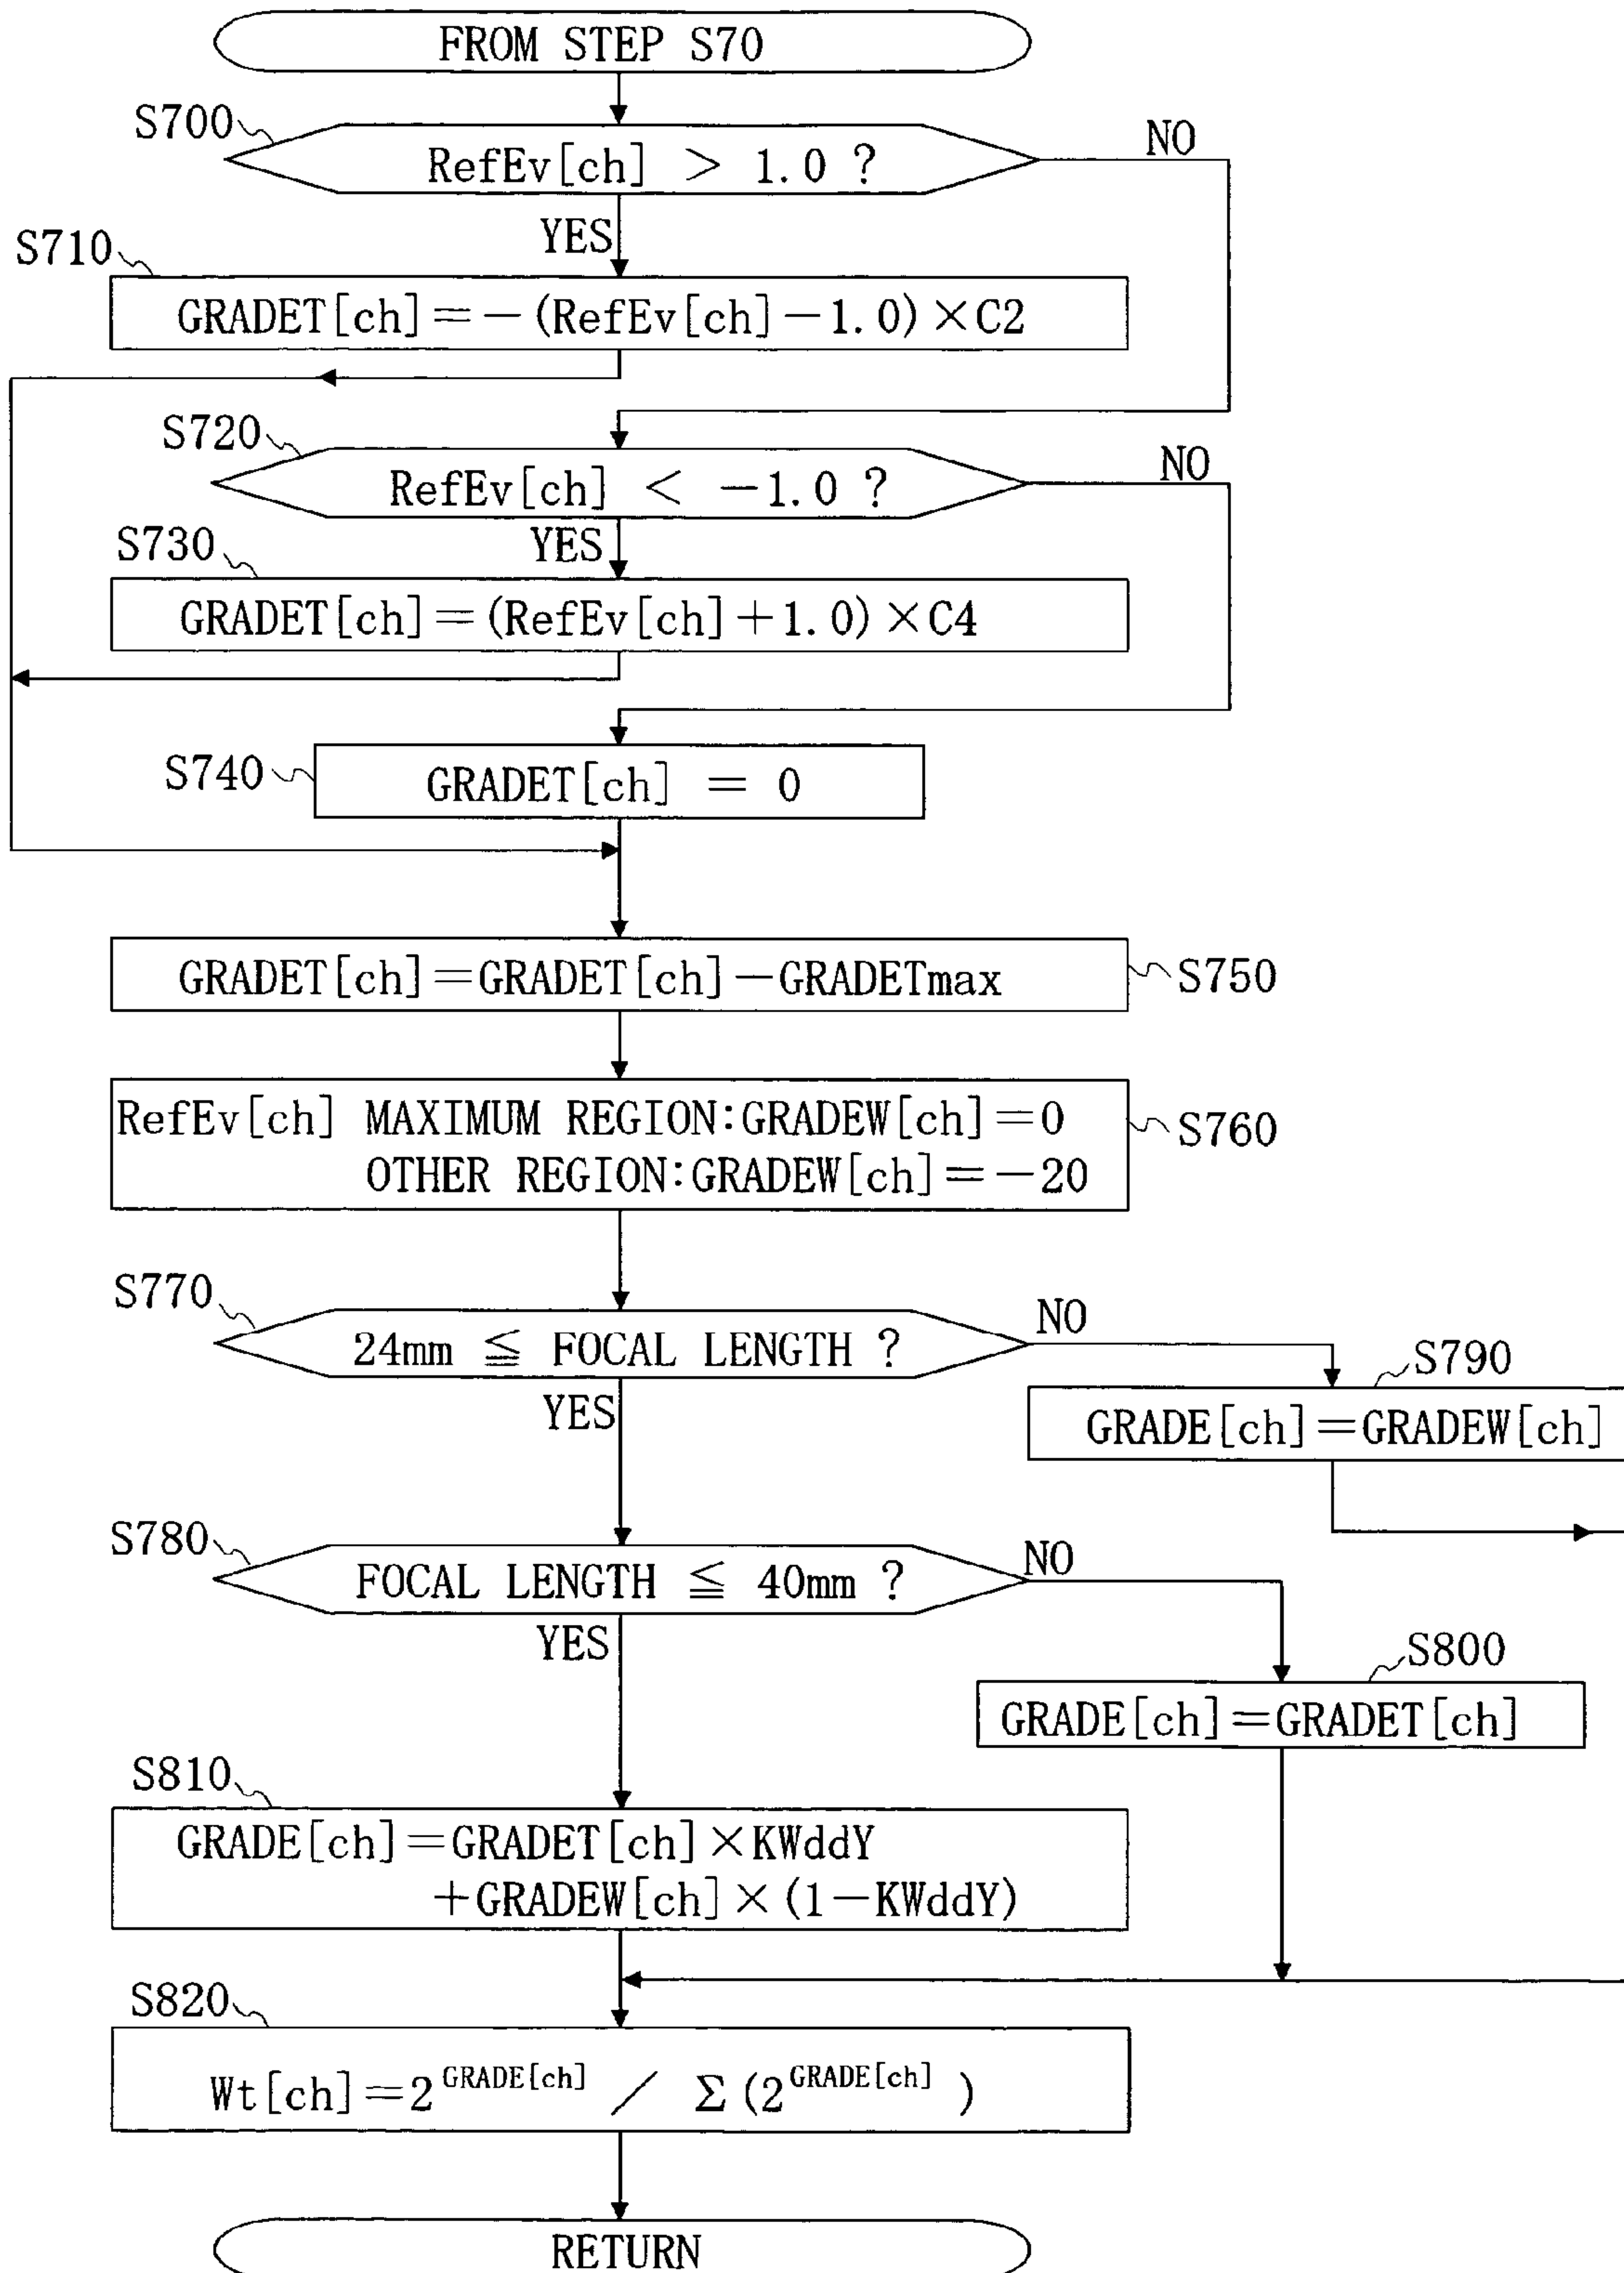 FROM STEP S70
S700
RefEv[ch] > 1.0 ?
NO
YES
S710
GRADET[ch]=-(RefEv[ch]-1.0)×C2
S720
RefEv[ch] < -1.0 ?
NO
YES
S730
GRADET[ch]=(RefEv[ch]+1.0)×C4
S740
GRADET[ch] = 0
GRADET[ch]=GRADET[ch]-GRADETmax
S750
RefEv[ch] MAXIMUM REGION:GRADEW[ch]=0
OTHER REGION:GRADEW[ch]=-20
S760
S770
24mm ≦ FOCAL LENGTH ?
NO
YES
S790
GRADE[ch]=GRADEW[ch]
S780
FOCAL LENGTH ≦ 40mm ?
NO
YES
S800
GRADE[ch]=GRADET[ch]
S810
GRADE[ch]=GRADET[ch]×KWddY
+GRADEW[ch]×(1-KWddY)
S820
Wt[ch]=2^GRADE[ch] / Σ(2^GRADE[ch] )
RETURN